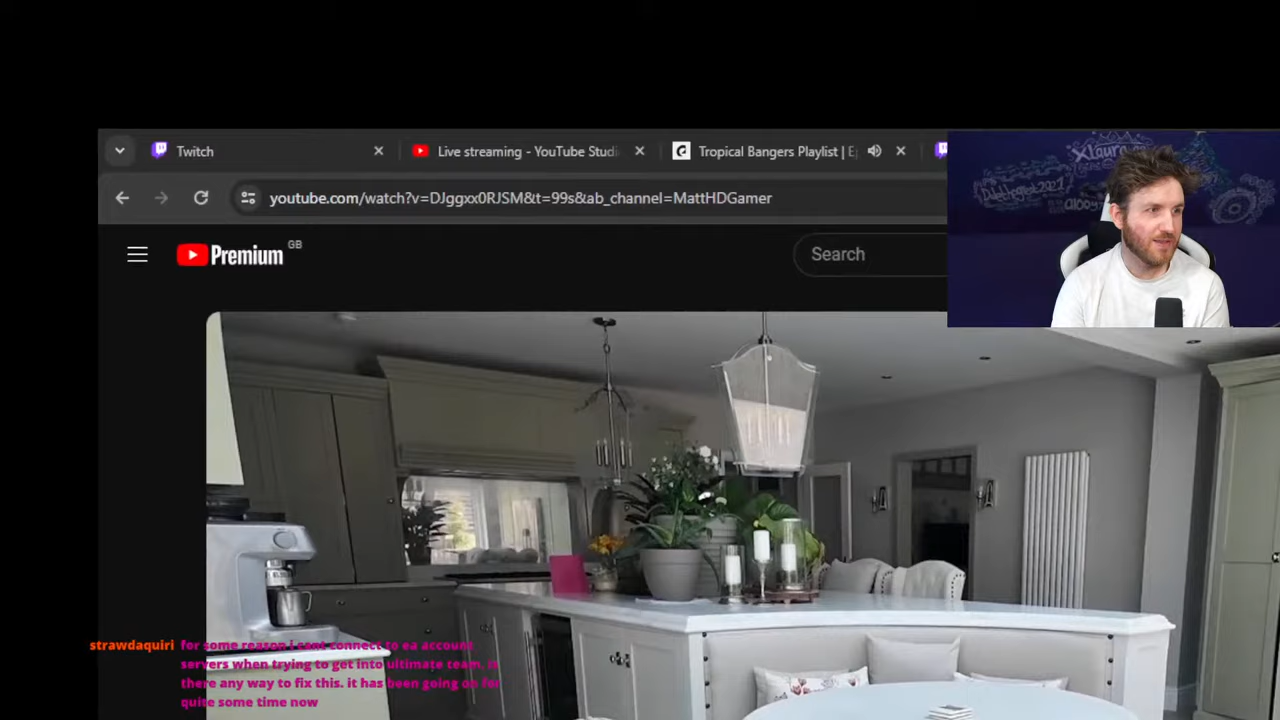 Twitch
Live streaming - YouTube Studi
Tropical Bangers Playlist | E
youtube.com/watch?v=DJggxx0RJSM&t=99s&ab_channel=MattHDGamer
Premium GB
Search
strawdaquiri for some reason i cant connect to ea account
servers when trying to get into ultimate team. is
there any way to fix this. it has been going on for
quite some time now